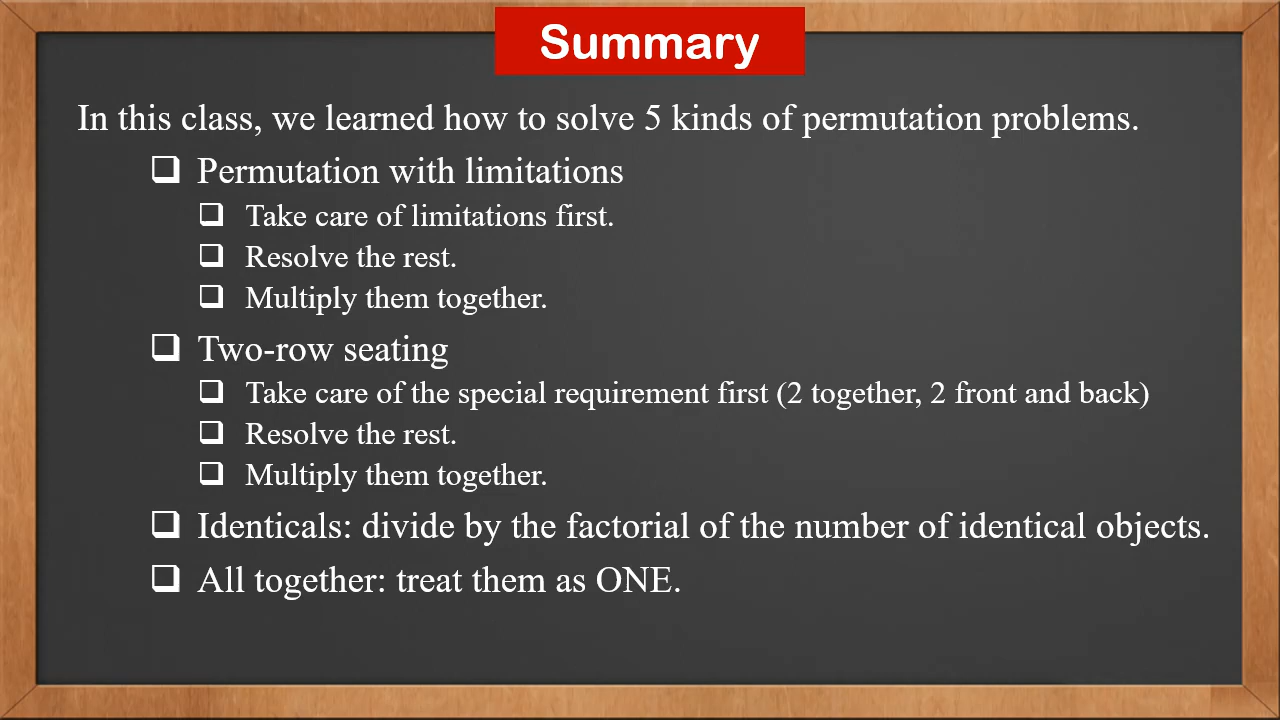 Summary
In this class, we learned how to solve 5 kinds of permutation problems.
❑ Permutation with limitations
❑ Take care of limitations first.
❑ Resolve the rest.
❑ Multiply them together.
❑ Two-row seating
❑ Take care of the special requirement first (2 together, 2 front and back)
❑ Resolve the rest.
❑ Multiply them together.
❑ Identicals: divide by the factorial of the number of identical objects.
❑ All together: treat them as ONE.